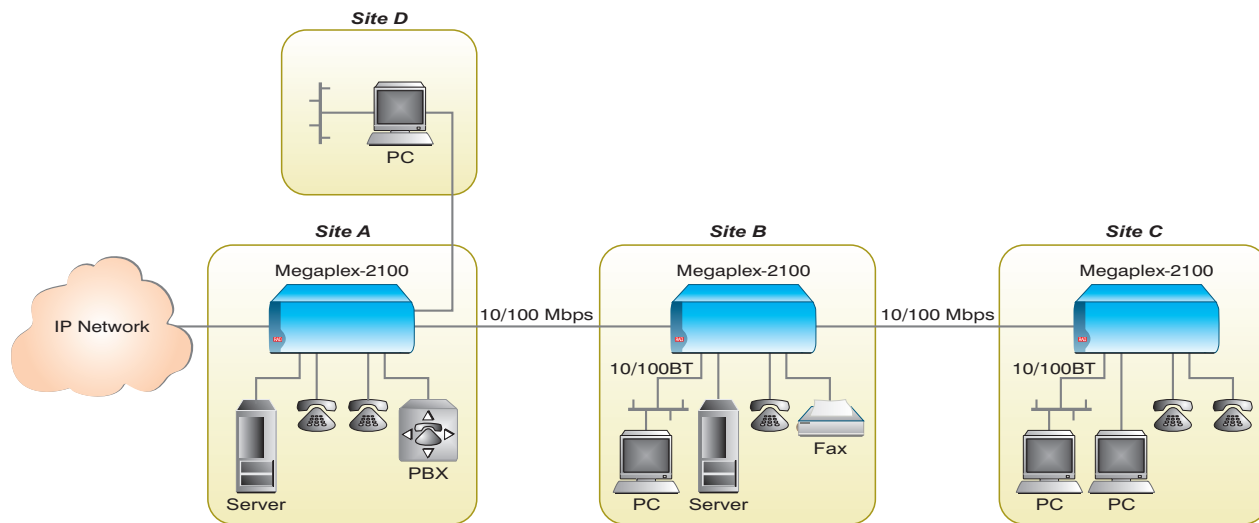 Site D
PC
Site A
Site B
Site C
Megaplex-2100
Megaplex-2100
Megaplex-2100
IP Network
10/100 Mbps
10/100 Mbps
10/100BT
10/100BT
Server
PBX
PC
Server
Fax
PC
PC